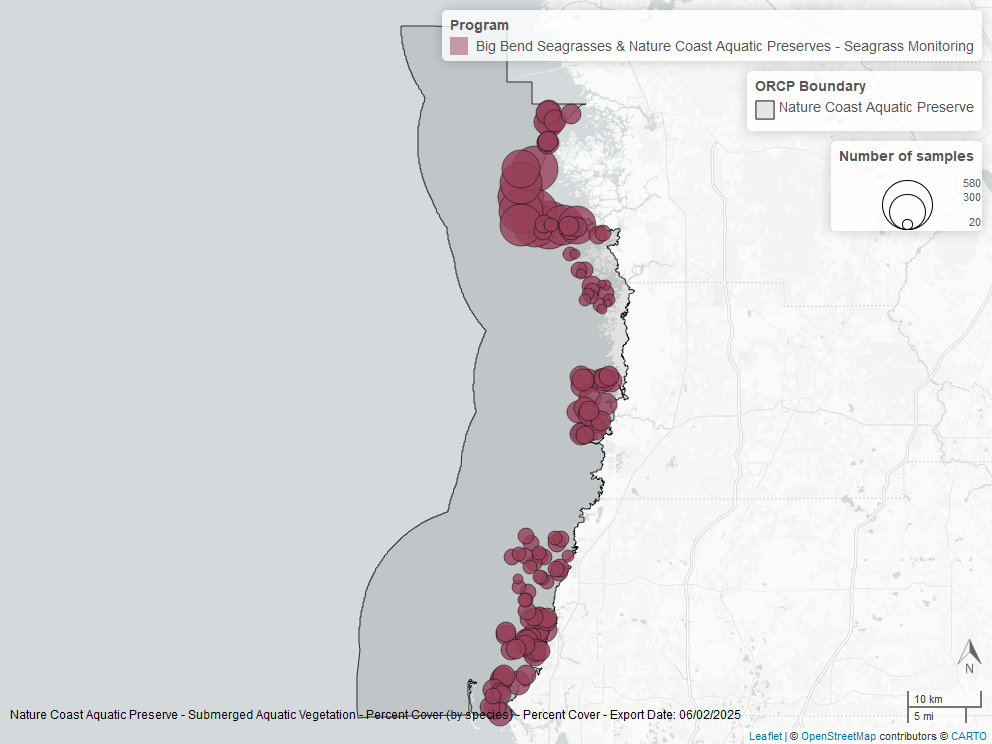 Program
Big Bend Seagrasses & Nature Coast Aquatic Preserves - Seagrass Monitoring
ORCP Boundary
Nature Coast Aquatic Preserve
Number of samples
580
300
20
N
10 km
5 mi
Nature Coast Aquatic Preserve - Submerged Aquatic Vegetation - Percent Cover (by species) - Percent Cover - Export Date: 06/02/2025
Leaflet | © OpenStreetMap contributors © CARTO